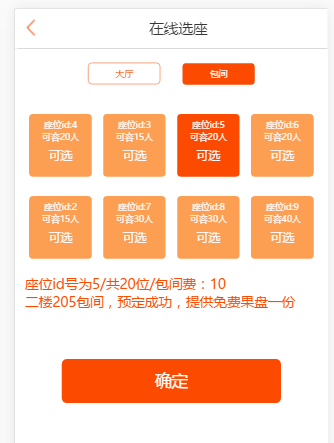 在线选座
大厅 包间
座位id:4 座位id:3 座位id:5 座位id:6
可容20人 可容15人 可容20人 可容20人
可选 可选 可选 可选
座位id:2 座位id:7 座位id:8 座位id:9
可容15人 可容30人 可容30人 可容40人
可选 可选 可选 可选
座位id号为5/共20位/包间费：10
二楼205包间，预定成功，提供免费果盘一份
确定